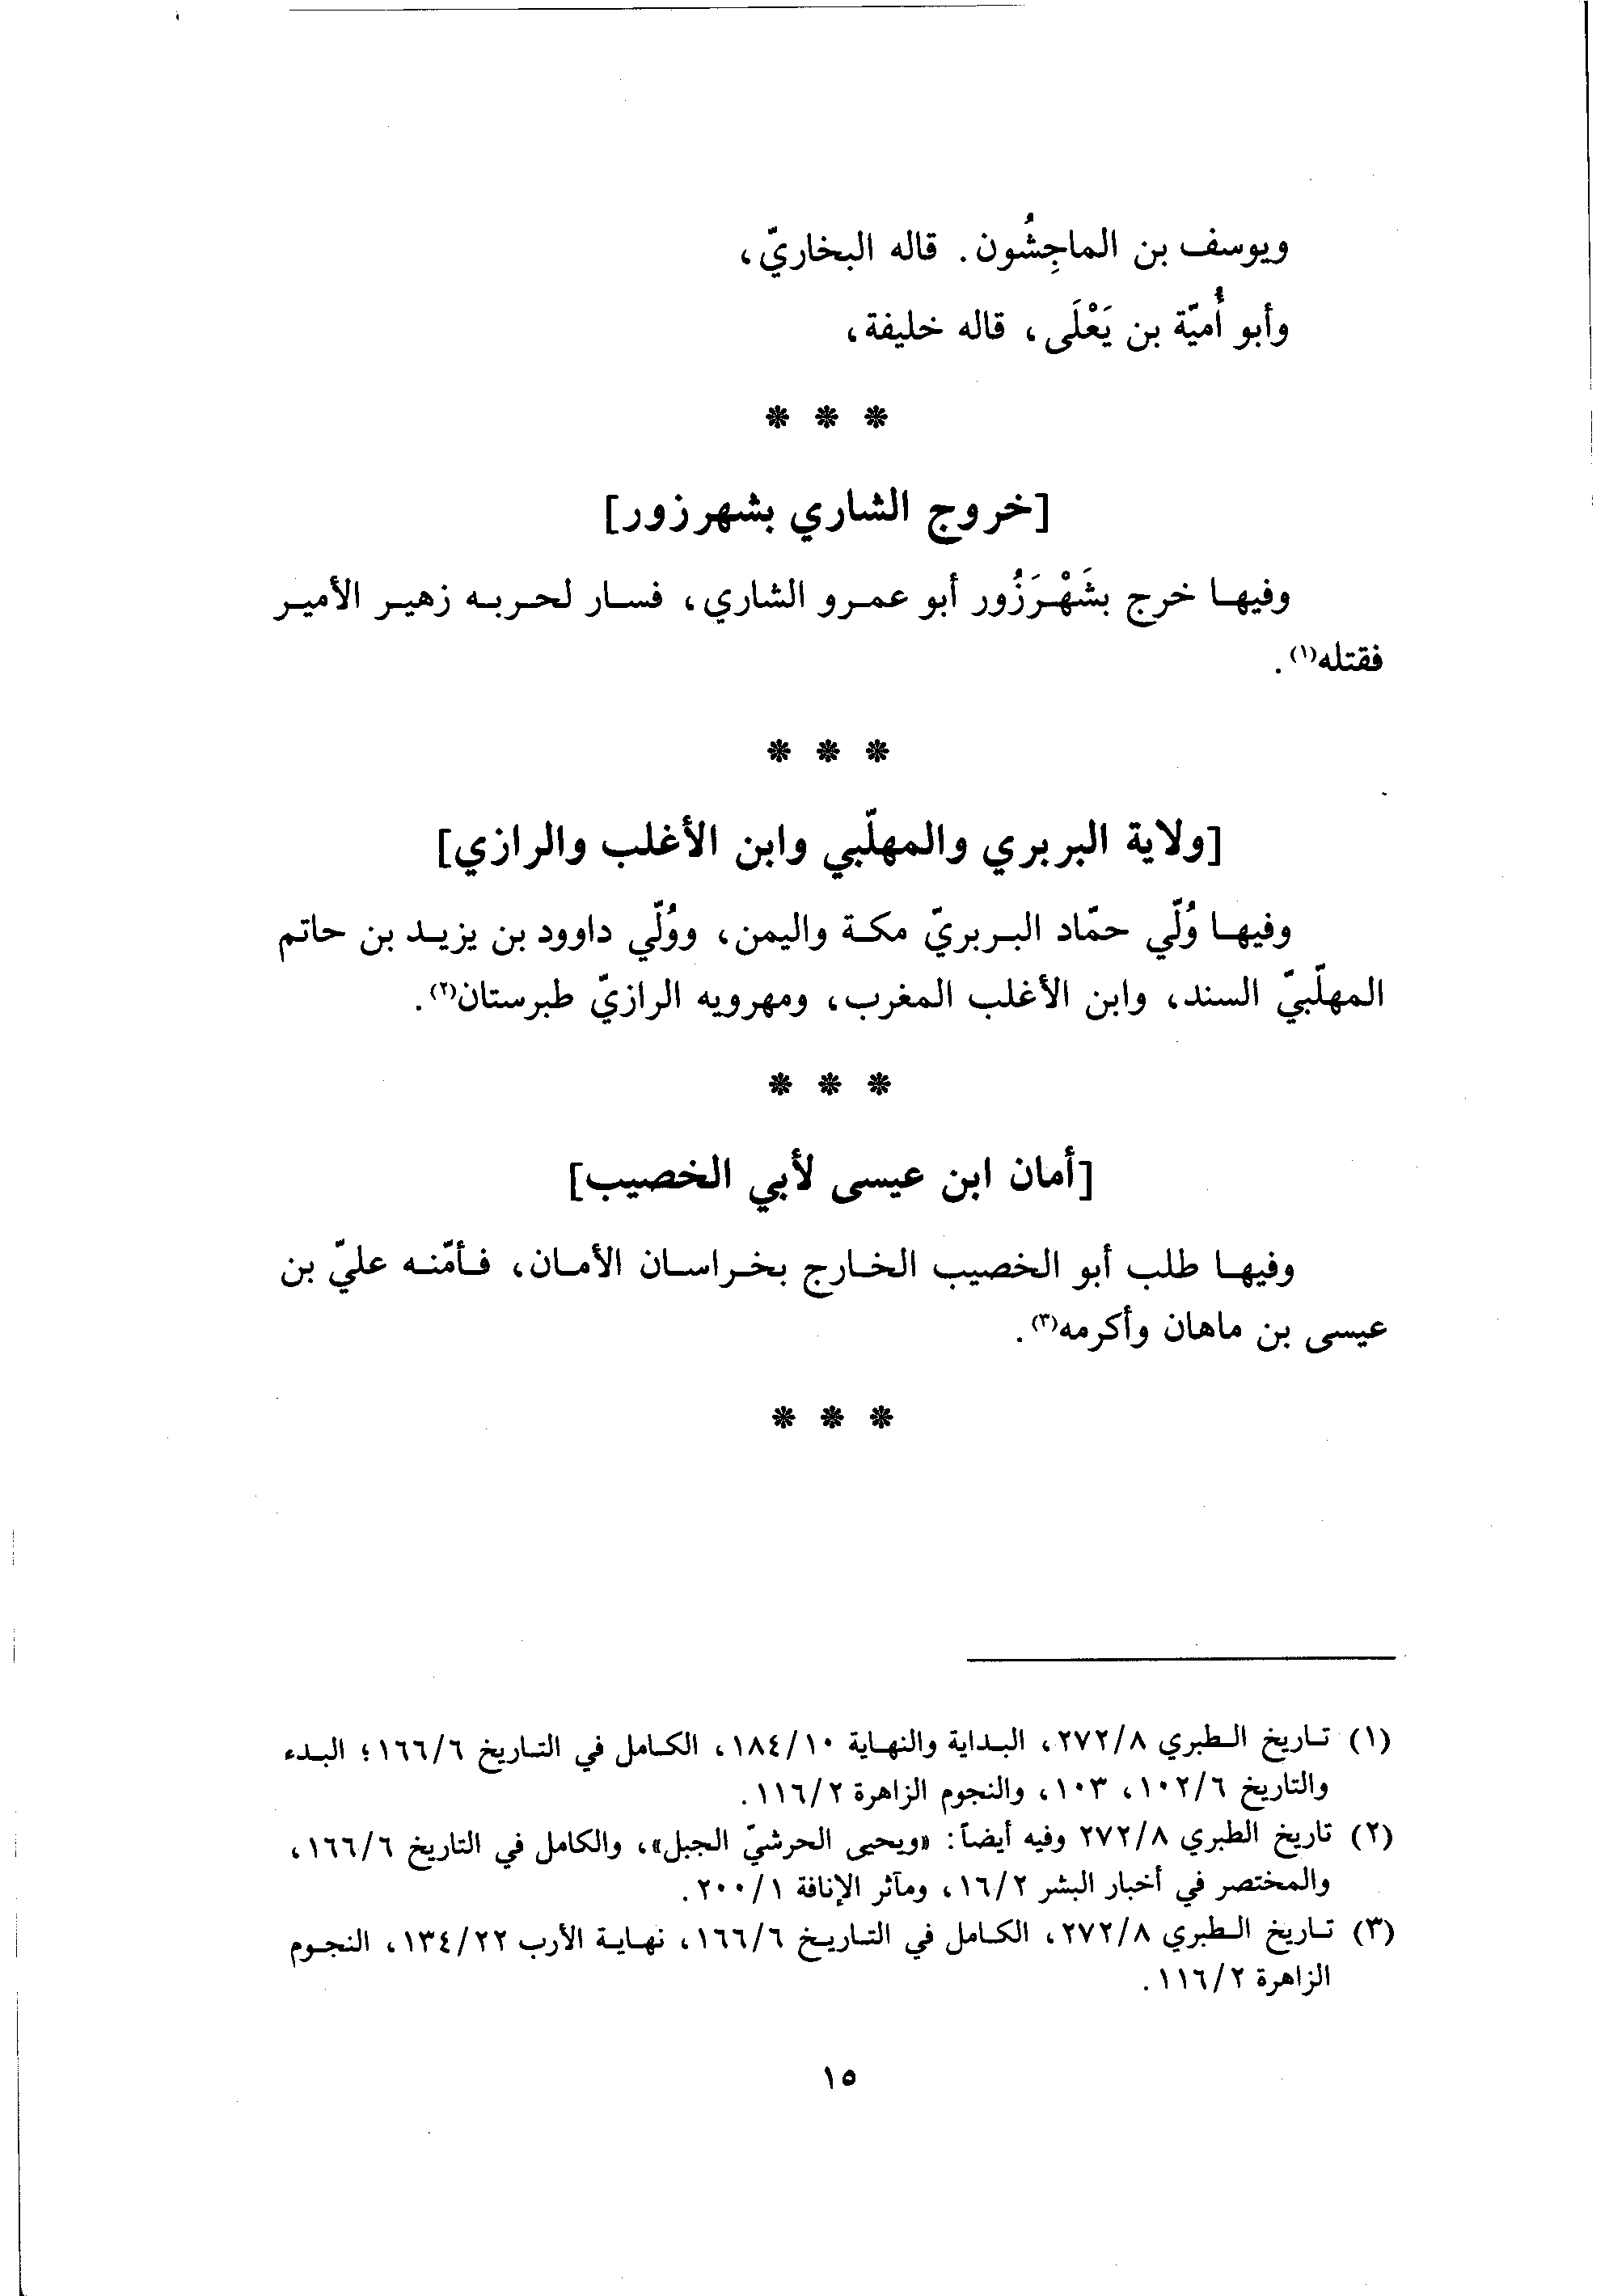 ويوسف بن الماجِشُون. قاله البخاريّ،
وأبو أُميّة بن يَعْلَى، قاله خليفة،
* * *
[خروج الشاري بشهرزور]
وفيها خرج بشَهْرَزُور أبو عمرو الشاري، فسار لحربه زهير الأمير
فقتله(١).
* * *
[ولاية البربري والمهلّبي وابن الأغلب والرازي]
وفيها وُلّي حمّاد البربريّ مكة واليمن، ووُلّي داوود بن يزيد بن حاتم
المهلّبيّ السند، وابن الأغلب المغرب، ومهرويه الرازيّ طبرستان(٢).
* * *
[أمان ابن عيسى لأبي الخصيب]
وفيها طلب أبو الخصيب الخارج بخراسان الأمان، فأمّنه عليّ بن
عيسى بن ماهان وأكرمه(٣).
* * *
(١) تاريخ الطبري ٢٧٢/٨، البداية والنهاية ١٨٤/١٠، الكامل في التاريخ ١٦٦/٦؛ البدء
والتاريخ ١٠٢/٦، ١٠٣، والنجوم الزاهرة ١١٦/٢.
(٢) تاريخ الطبري ٢٧٢/٨ وفيه أيضاً: «ويحيى الحرشيّ الجبل»، والكامل في التاريخ ١٦٦/٦،
والمختصر في أخبار البشر ١٦/٢، ومآثر الإنافة ٢٠٠/١.
(٣) تاريخ الطبري ٢٧٢/٨، الكامل في التاريخ ١٦٦/٦، نهاية الأرب ١٣٤/٢٢، النجوم
الزاهرة ١١٦/٢.
١٥